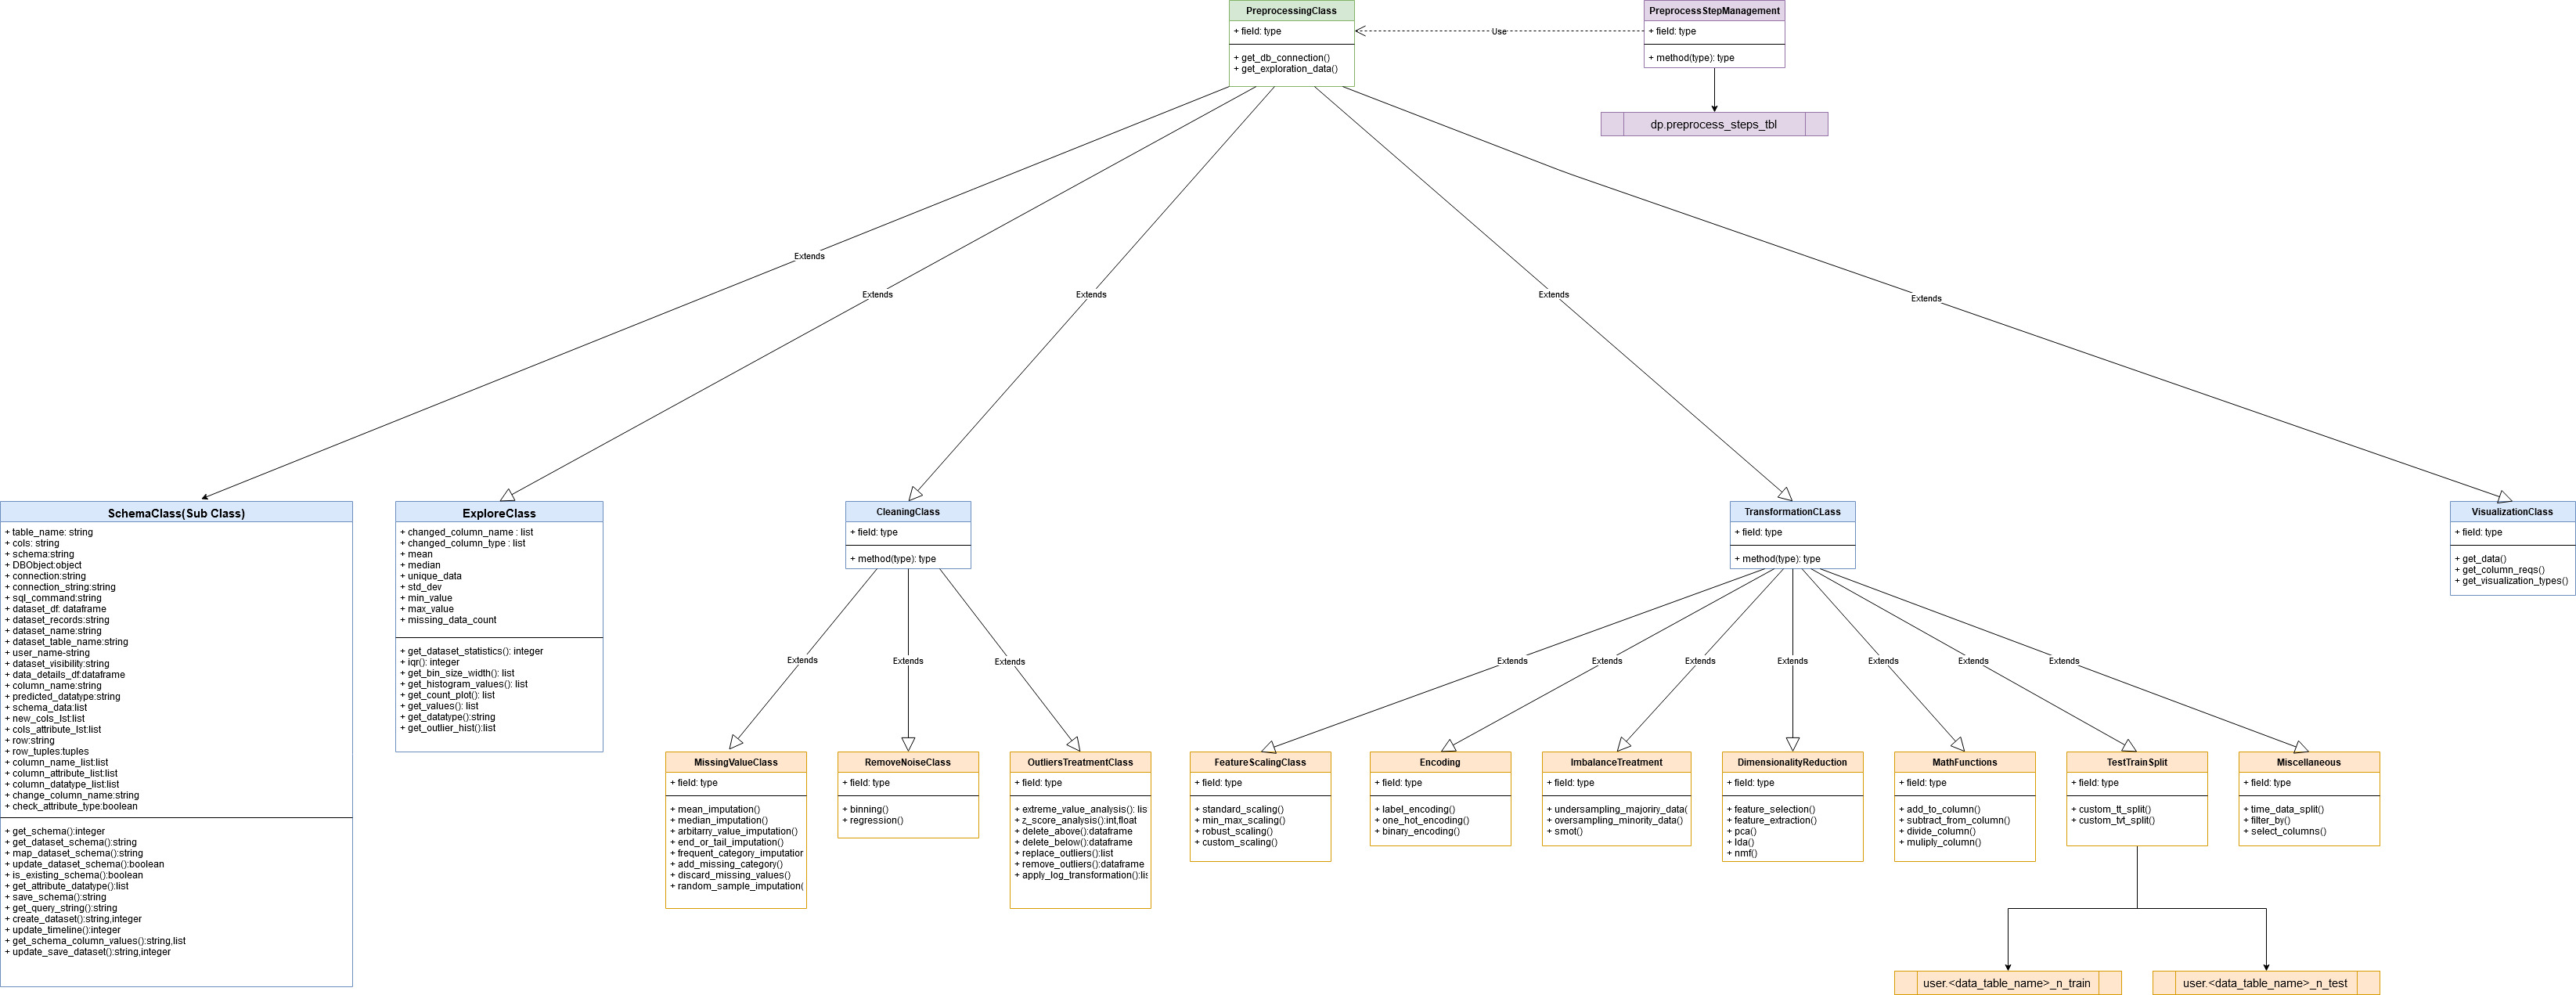 PreprocessingClass
+ field: type
+ get_db_connection()
+ get_exploration_data()
Use
PreprocessStepManagement
+ field: type
+ method(type): type
dp.preprocess_steps_tbl
Extends
Extends
Extends
Extends
Extends
SchemaClass(Sub Class)
+ table_name: string
+ cols: string
+ schema:string
+ DBObject:object
+ connection:string
+ connection_string:string
+ sql_command:string
+ dataset_df: dataframe
+ dataset_records:string
+ dataset_name:string
+ dataset_table_name:string
+ user_name-string
+ dataset_visibility:string
+ data_details_df:dataframe
+ column_name:string
+ predicted_datatype:string
+ schema_data:list
+ new_cols_lst:list
+ cols_attribute_lst:list
+ row:string
+ row_tuples:tuples
+ column_name_list:list
+ column_attribute_list:list
+ column_datatype_list:list
+ change_column_name:string
+ check_attribute_type:boolean
+ get_schema():integer
+ get_dataset_schema():string
+ map_dataset_schema():string
+ update_dataset_schema():boolean
+ is_existing_schema():boolean
+ get_attribute_datatype():list
+ save_schema():string
+ get_query_string():string
+ create_dataset():string,integer
+ update_timeline():integer
+ get_schema_column_values():string,list
+ update_save_dataset():string,integer
ExploreClass
+ changed_column_name : list
+ changed_column_type : list
+ mean
+ median
+ unique_data
+ std_dev
+ min_value
+ max_value
+ missing_data_count
+ get_dataset_statistics(): integer
+ iqr(): integer
+ get_bin_size_width(): list
+ get_histogram_values(): list
+ get_count_plot(): list
+ get_values(): list
+ get_datatype():string
+ get_outlier_hist():list
CleaningClass
+ field: type
+ method(type): type
TransformationCLass
+ field: type
+ method(type): type
VisualizationClass
+ field: type
+ get_data()
+ get_column_reqs()
+ get_visualization_types()
Extends
Extends
Extends
Extends
Extends
Extends
Extends
Extends
Extends
Extends
MissingValueClass
+ field: type
+ mean_imputation()
+ median_imputation()
+ arbitarry_value_imputation()
+ end_or_tail_imputation()
+ frequent_category_imputation
+ add_missing_category()
+ discard_missing_values()
+ random_sample_imputation(
RemoveNoiseClass
+ field: type
+ binning()
+ regression()
OutliersTreatmentClass
+ field: type
+ extreme_value_analysis(): lis
+ z_score_analysis():int,float
+ delete_above():dataframe
+ delete_below():dataframe
+ replace_outliers():list
+ remove_outliers():dataframe
+ apply_log_transformation():lis
FeatureScalingClass
+ field: type
+ standard_scaling()
+ min_max_scaling()
+ robust_scaling()
+ custom_scaling()
Encoding
+ field: type
+ label_encoding()
+ one_hot_encoding()
+ binary_encoding()
ImbalanceTreatment
+ field: type
+ undersampling_majoriry_data(
+ oversampling_minority_data()
+ smot()
DimensionalityReduction
+ field: type
+ feature_selection()
+ feature_extraction()
+ pca()
+ lda()
+ nmf()
MathFunctions
+ field: type
+ add_to_column()
+ subtract_from_column()
+ divide_column()
+ muliply_column()
TestTrainSplit
+ field: type
+ custom_tt_split()
+ custom_tvt_split()
Miscellaneous
+ field: type
+ time_data_split()
+ filter_by()
+ select_columns()
user.<data_table_name>_n_train
user.<data_table_name>_n_test